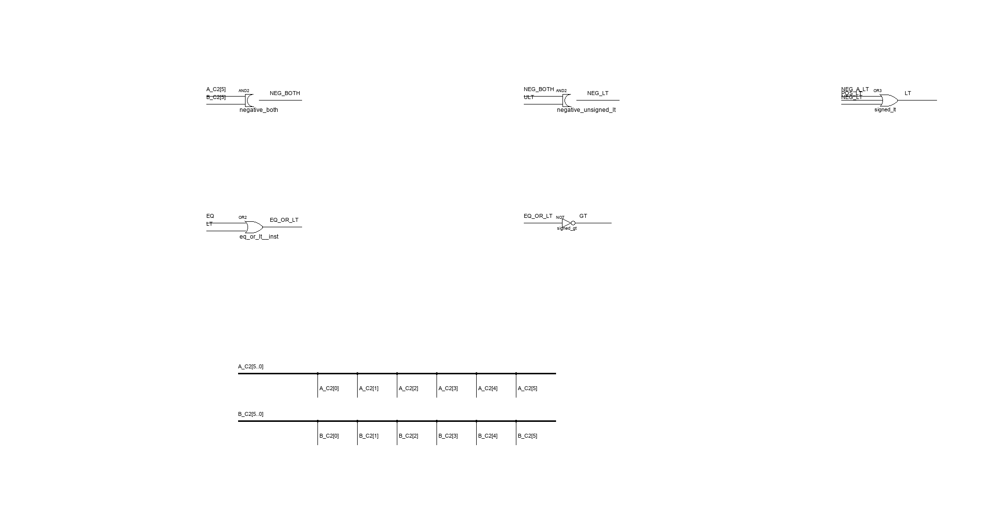 A_C2[5]
B_C2[5]
AND2
NEG_BOTH
negative_both
NEG_BOTH
ULT
AND2
NEG_LT
negative_unsigned_lt
NEG_A_LT
POS_LT
NEG_LT
OR3
LT
signed_lt
EQ
LT
OR2
EQ_OR_LT
eq_or_lt__inst
EQ_OR_LT
NOT
GT
signed_gt
A_C2[5..0]
A_C2[0]
A_C2[1]
A_C2[2]
A_C2[3]
A_C2[4]
A_C2[5]
B_C2[5..0]
B_C2[0]
B_C2[1]
B_C2[2]
B_C2[3]
B_C2[4]
B_C2[5]